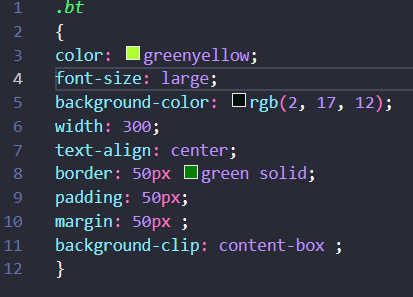 1 .bt
2 {
3 color: greenyellow;
4 font-size: large;
5 background-color: rgb(2, 17, 12);
6 width: 300;
7 text-align: center;
8 border: 50px green solid;
9 padding: 50px;
10 margin: 50px ;
11 background-clip: content-box ;
12 }